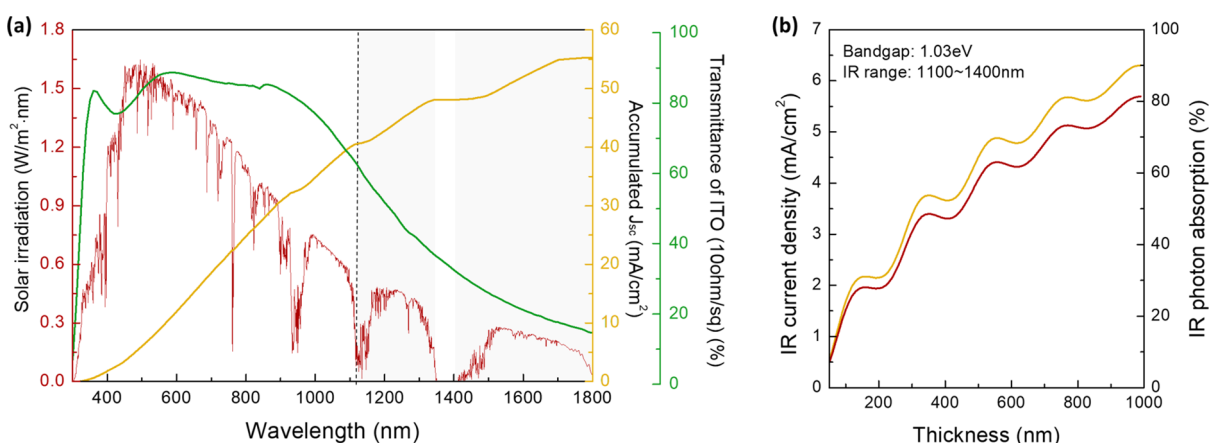 (a)
Solar irradiation (W/m²·nm)
1.8
1.5
1.2
0.9
0.6
0.3
0.0
400 600 800 1000 1200 1400 1600 1800
Wavelength (nm)
60
50
40
30
20
10
0
Accumulated Jsc (mA/cm²)
100
80
60
40
20
0
Transmittance of ITO (10ohm/sq) (%)
(b)
IR current density (mA/cm²)
7
6
5
4
3
2
1
0
Bandgap: 1.03eV
IR range: 1100~1400nm
200 400 600 800 1000
Thickness (nm)
100
80
60
40
20
0
IR photon absorption (%)